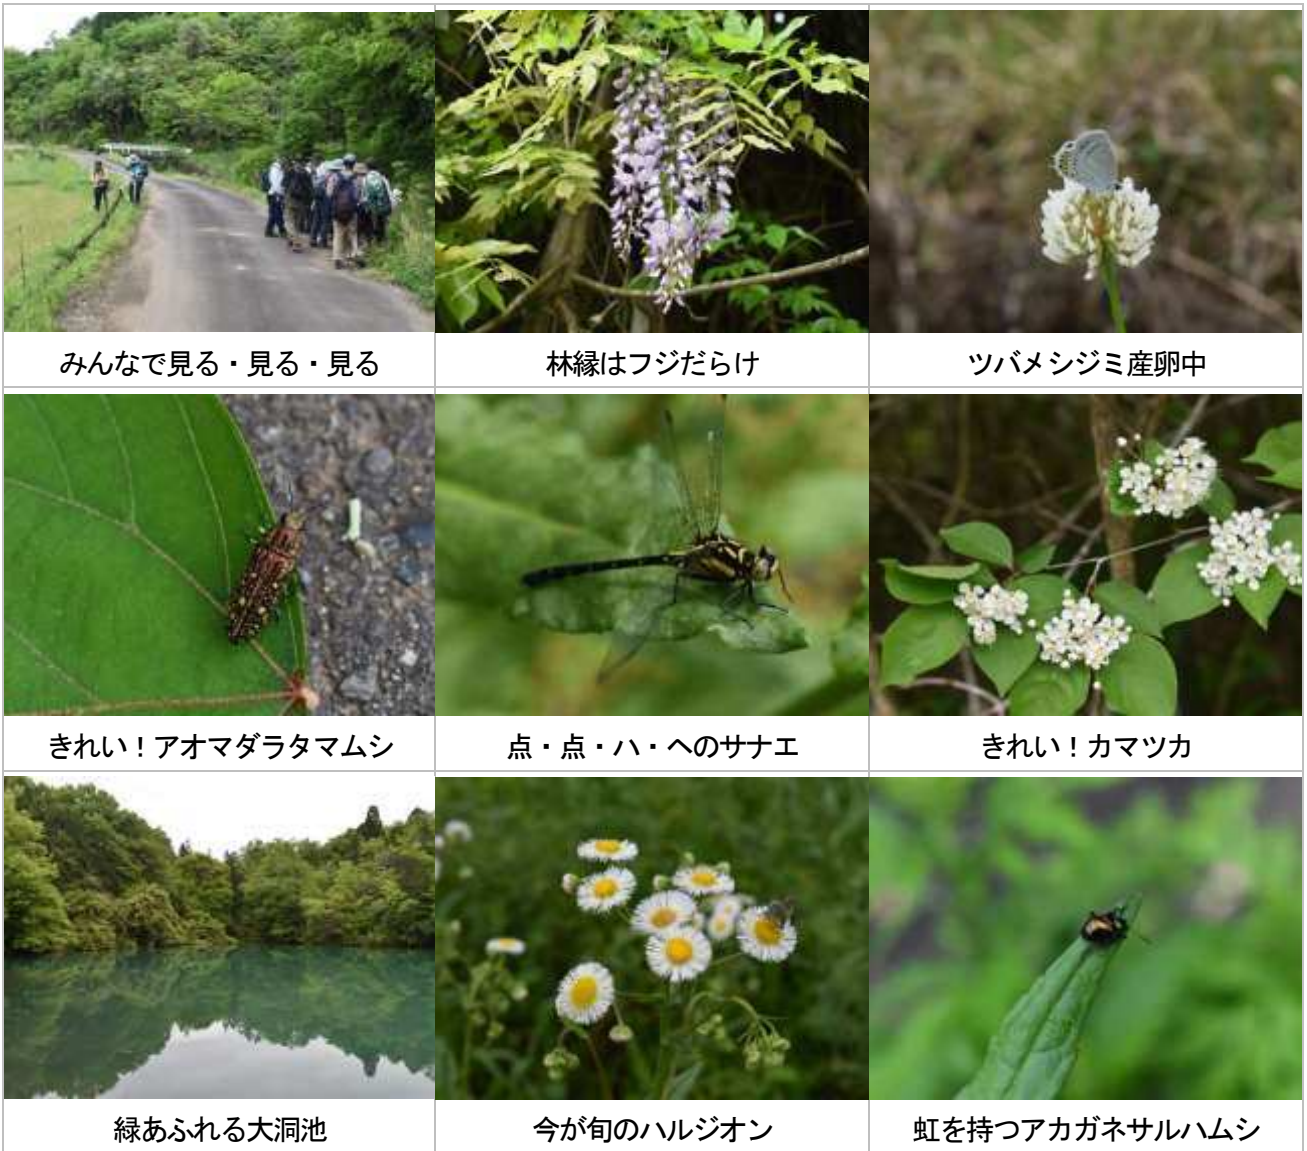 みんなで見る・見る・見る
林縁はフジだらけ
ツバメシジミ産卵中
きれい！アオマダラタマムシ
点・点・ハ・ヘのサナエ
きれい！カマツカ
緑あふれる大洞池
今が旬のハルジオン
虹を持つアカガネサルハムシ